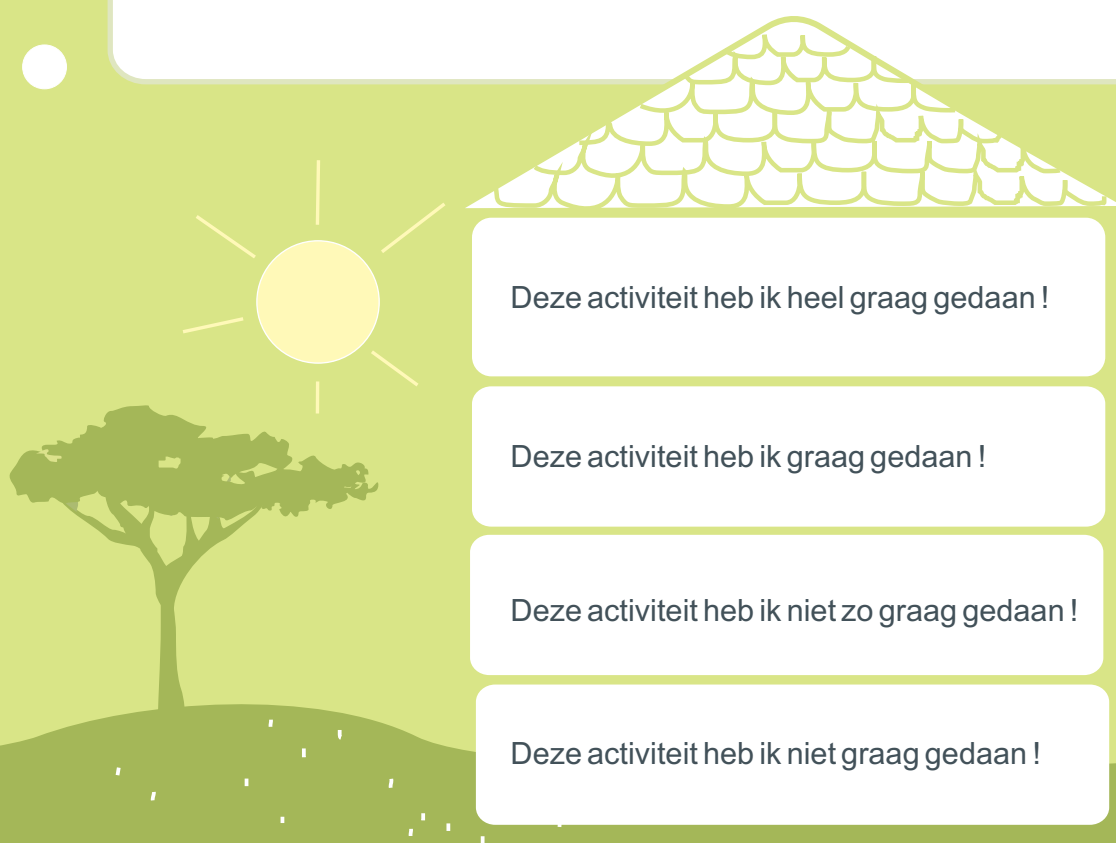 Deze activiteit heb ik heel graag gedaan !
Deze activiteit heb ik graag gedaan !
Deze activiteit heb ik niet zo graag gedaan !
Deze activiteit heb ik niet graag gedaan !